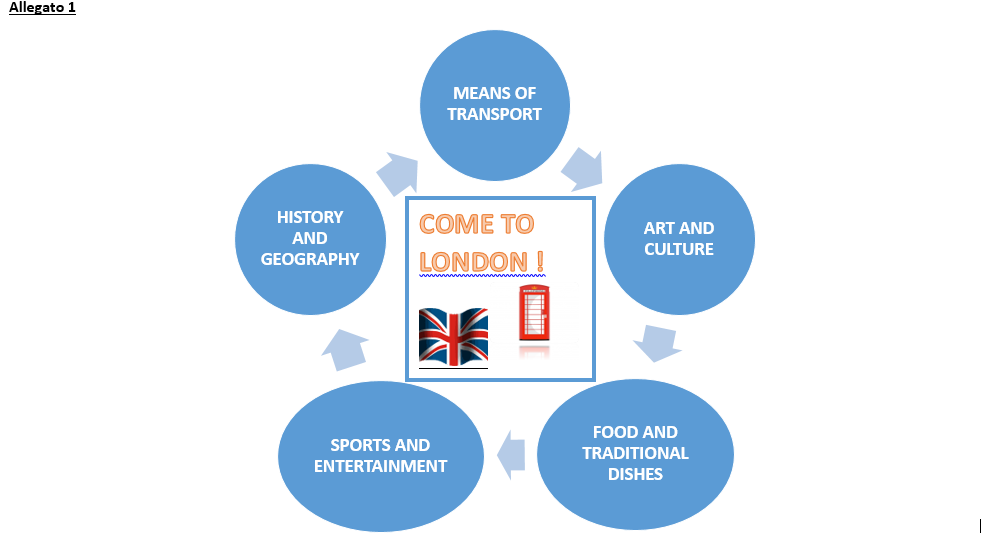 Allegato 1
MEANS OF
TRANSPORT
HISTORY
AND
GEOGRAPHY
COME TO
LONDON !
ART AND
CULTURE
SPORTS AND
ENTERTAINMENT
FOOD AND
TRADITIONAL
DISHES